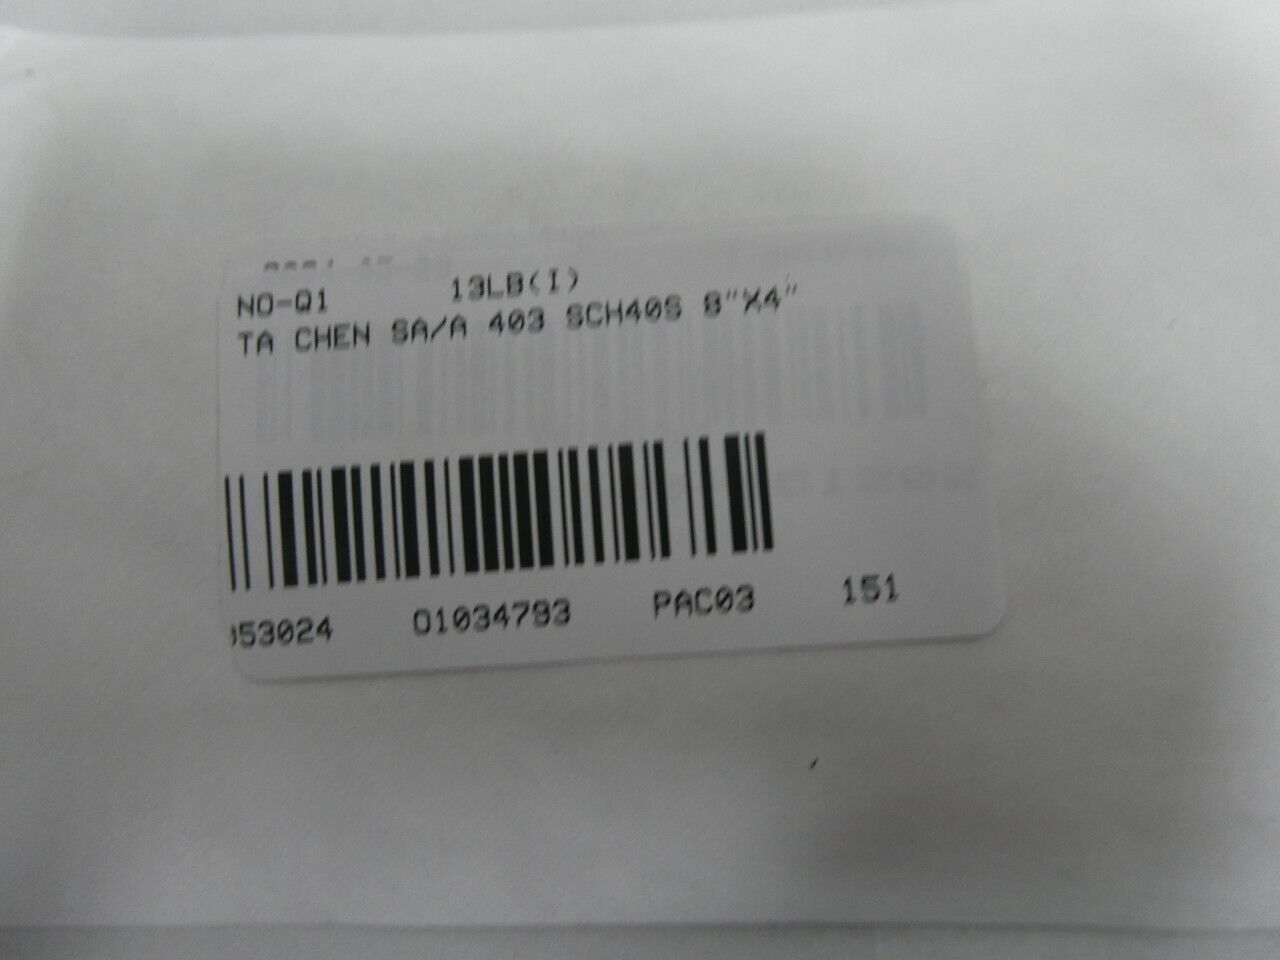 NO-Q1 13LB(I)
TA CHEN SA/A 403 SCH40S 8"X4"
53024 01034793 PAC03 151